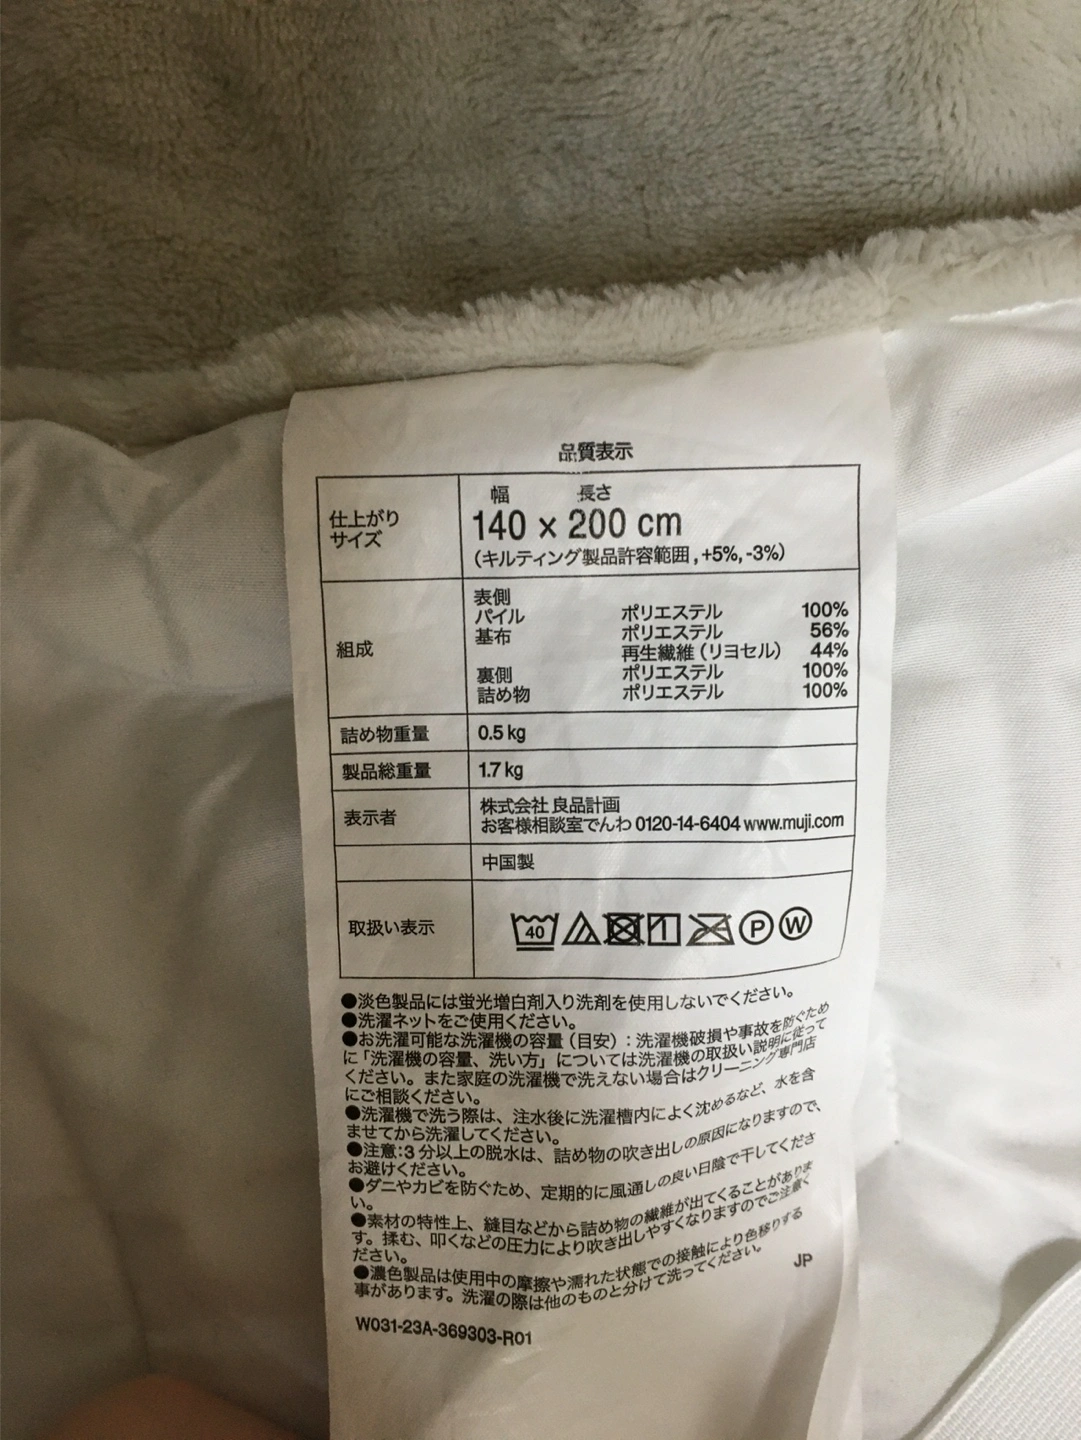 品質表示
仕上がり
サイズ
幅 長さ
140 × 200 cm
(キルティング製品許容範囲, +5%, -3%)
組成
表側
パイル ポリエステル 100%
基布 ポリエステル 56%
再生繊維(リヨセル) 44%
裏側 ポリエステル 100%
詰め物 ポリエステル 100%
詰め物重量 0.5 kg
製品総重量 1.7 kg
表示者
株式会社 良品計画
お客様相談室でんわ 0120-14-6404 www.muji.com
中国製
取扱い表示
40 P W
●淡色製品には蛍光増白剤入り洗剤を使用しないでください。
●洗濯ネットをご使用ください。
●お洗濯可能な洗濯機の容量(目安):洗濯機破損や事故を防ぐため
に「洗濯機の容量、洗い方」については洗濯機の取扱い説明に従って
ください。また家庭の洗濯機で洗えない場合はクリーニング専門店
にご相談ください。
●洗濯機で洗う際は、注水後に洗濯槽内によく沈めるなど、水を含
ませてから洗濯してください。
●注意:3分以上の脱水は、詰め物の吹き出しの原因になりますので、
お避けください。
●ダニやカビを防ぐため、定期的に風通しの良い日陰で干してくださ
い。
●素材の特性上、縫目などから詰め物の繊維が出てくることがありま
す。揉む、叩くなどの圧力により吹き出しやすくなりますのでご注意く
ださい。
●濃色製品は使用中の摩擦や濡れた状態での接触により色移りする
事があります。洗濯の際は他のものと分けて洗ってください。
JP
W031-23A-369303-R01